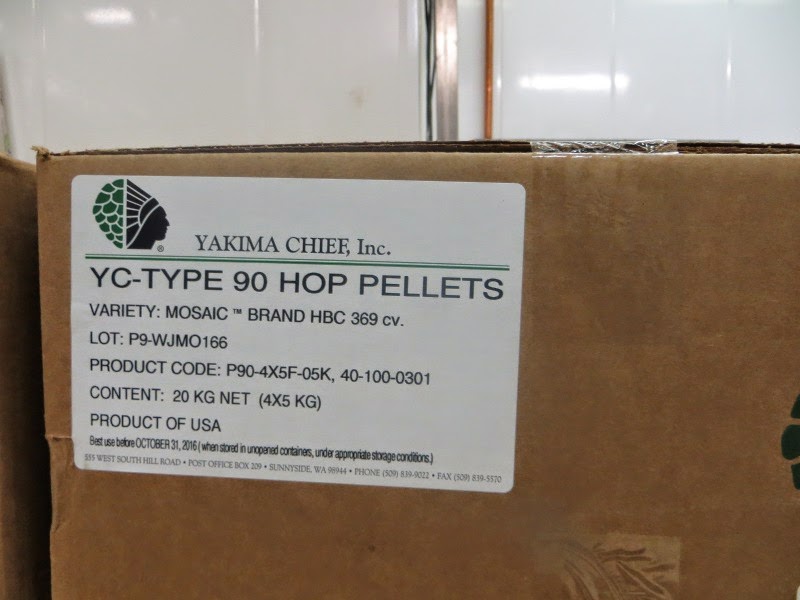 YAKIMA CHIEF, Inc.
YC-TYPE 90 HOP PELLETS
VARIETY: MOSAIC ™ BRAND HBC 369 cv.
LOT: P9-WJMO166
PRODUCT CODE: P90-4X5F-05K, 40-100-0301
CONTENT: 20 KG NET (4X5 KG)
PRODUCT OF USA
Best use before OCTOBER 31, 2016 ( when stored in unopened containers, under appropriate storage conditions.)
555 WEST SOUTH HILL ROAD • POST OFFICE BOX 209 • SUNNYSIDE, WA 98944 • PHONE (509) 839-9022 • FAX (509) 839-5570